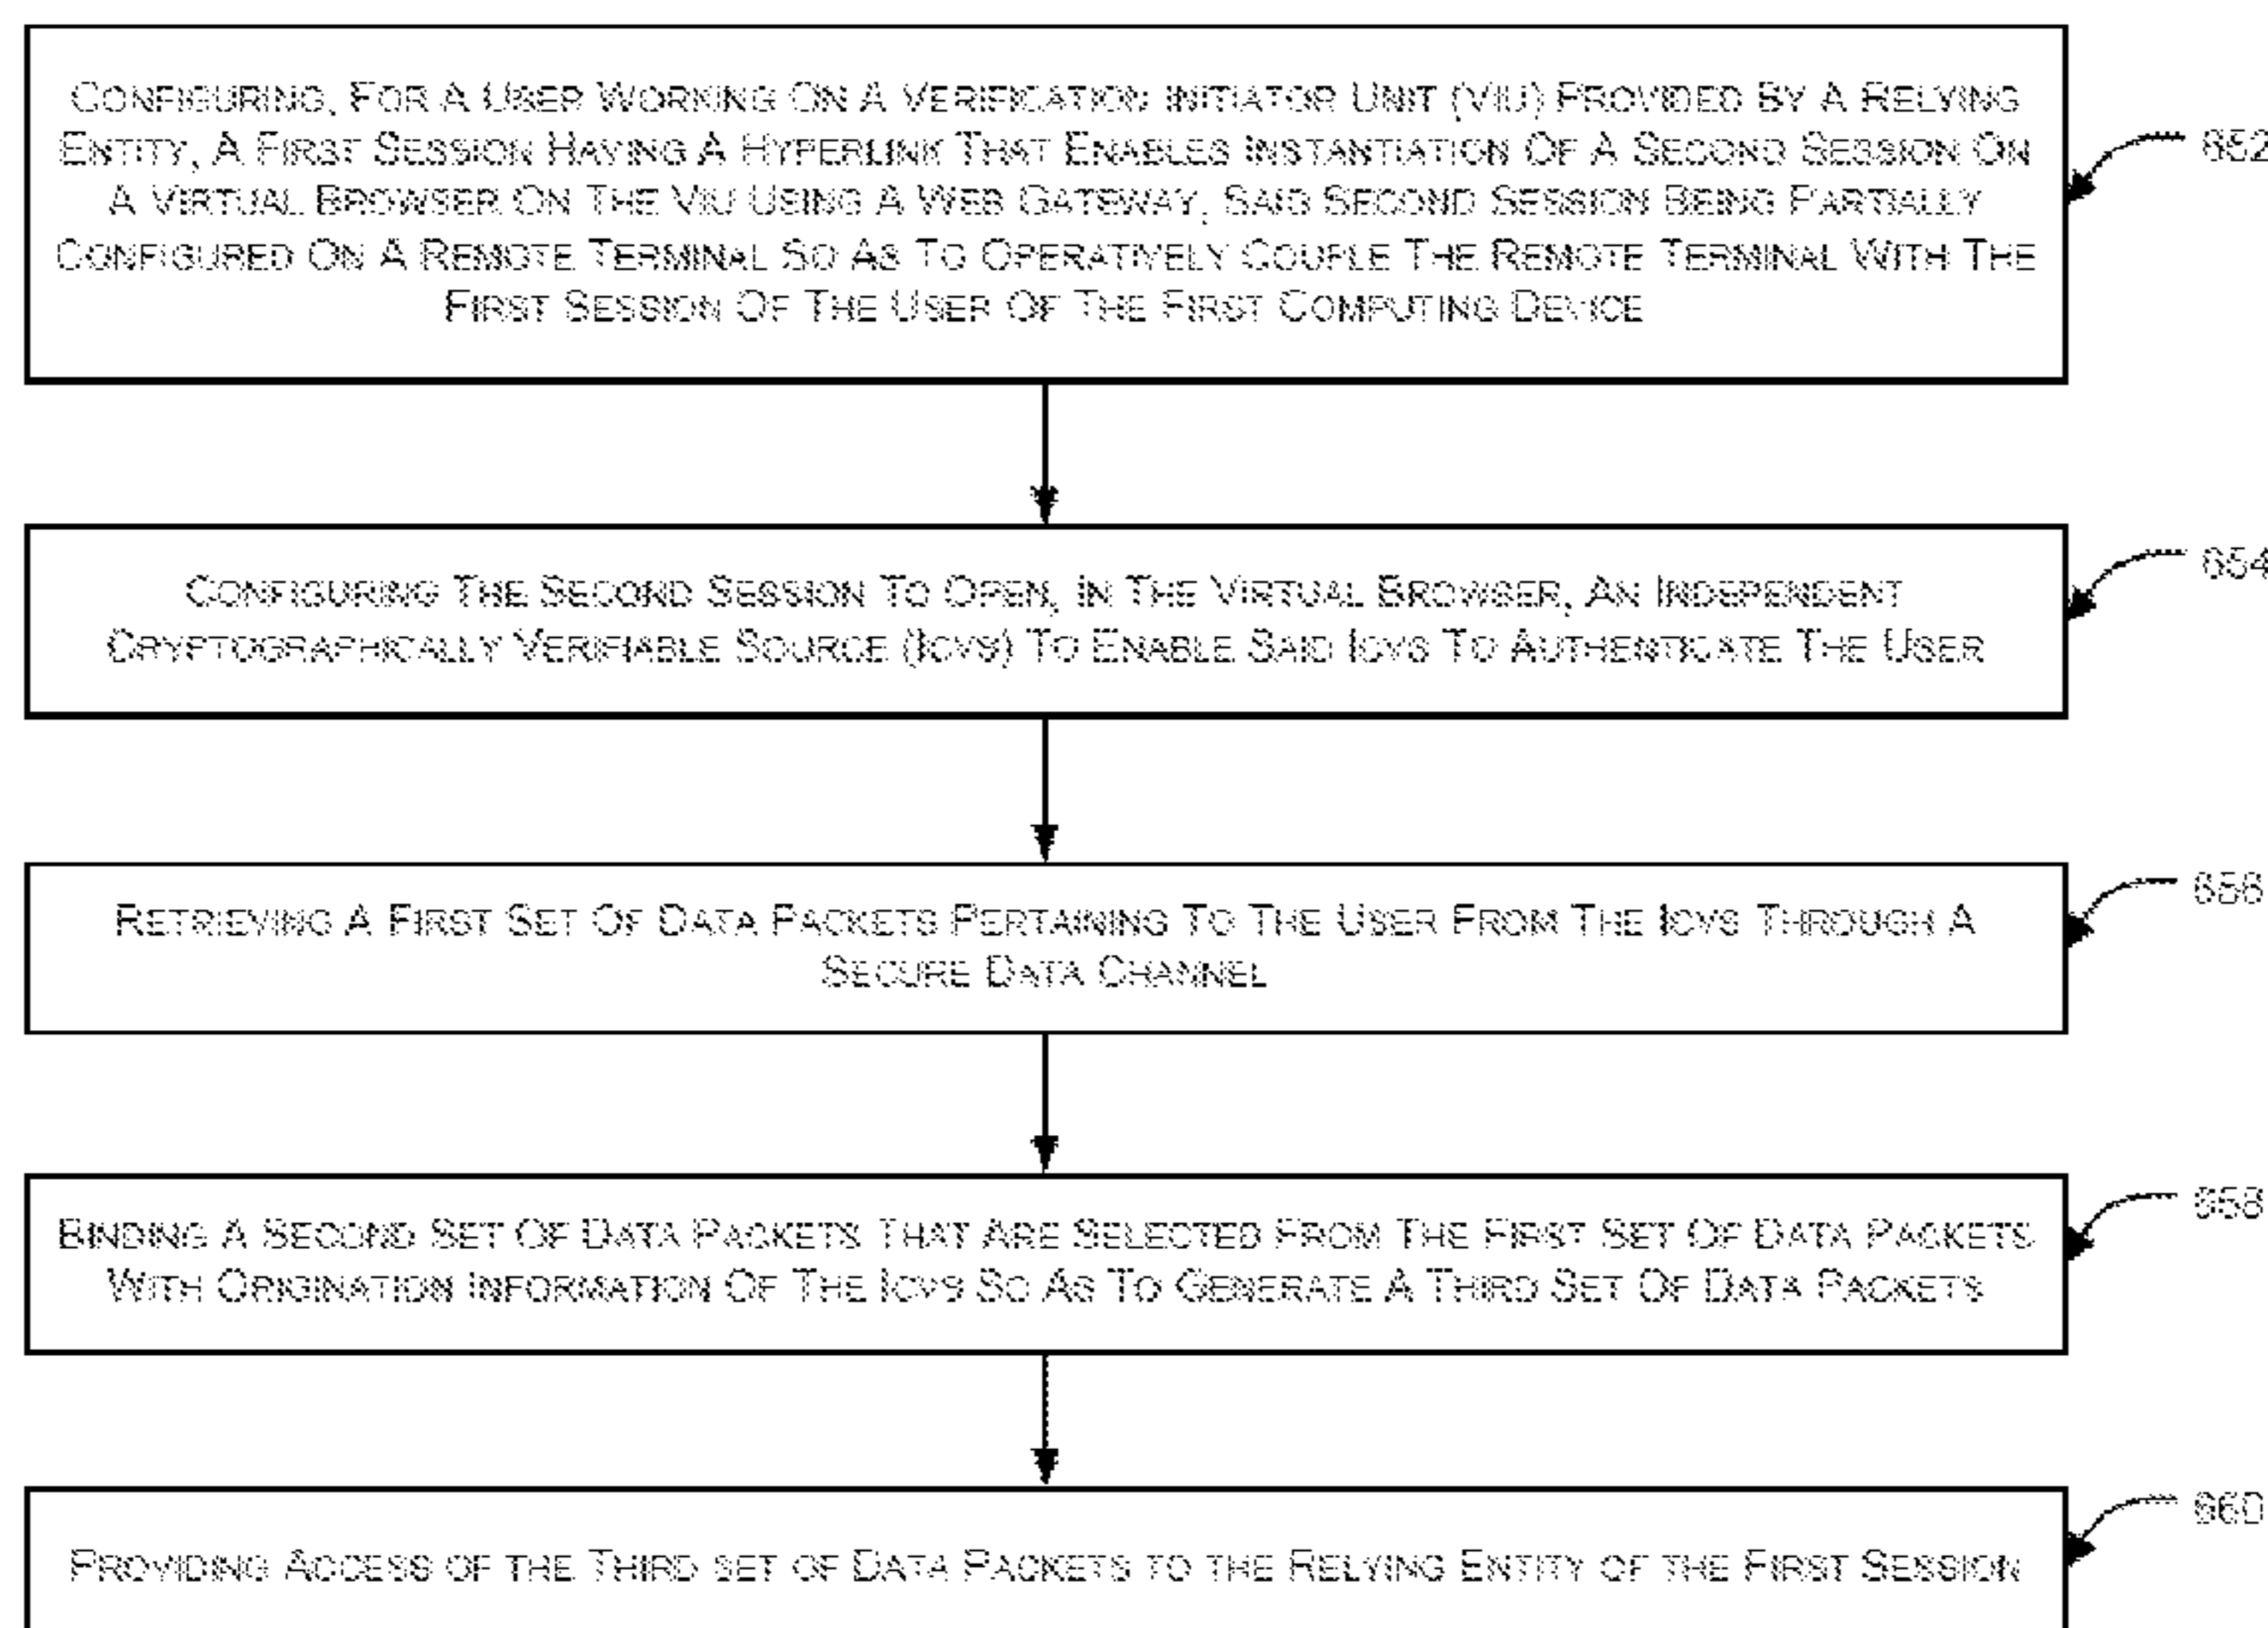 CONFIGURING, FOR A USER WORKING ON A VERIFICATION INITIATOR UNIT (VIU) PROVIDED BY A RELYING
ENTITY, A FIRST SESSION HAVING A HYPERLINK THAT ENABLES INSTANTIATION OF A SECOND SESSION ON
A VIRTUAL BROWSER ON THE VIU USING A WEB GATEWAY, SAID SECOND SESSION BEING PARTIALLY
CONFIGURED ON A REMOTE TERMINAL SO AS TO OPERATIVELY COUPLE THE REMOTE TERMINAL WITH THE
FIRST SESSION OF THE USER OF THE FIRST COMPUTING DEVICE
652
CONFIGURING THE SECOND SESSION TO OPEN, IN THE VIRTUAL BROWSER, AN INDEPENDENT
CRYPTOGRAPHICALLY VERIFIABLE SOURCE (ICVS) TO ENABLE SAID ICVS TO AUTHENTICATE THE USER
654
RETRIEVING A FIRST SET OF DATA PACKETS PERTAINING TO THE USER FROM THE ICVS THROUGH A
SECURE DATA CHANNEL
656
BINDING A SECOND SET OF DATA PACKETS THAT ARE SELECTED FROM THE FIRST SET OF DATA PACKETS
WITH ORIGINATION INFORMATION OF THE ICVS SO AS TO GENERATE A THIRD SET OF DATA PACKETS
658
PROVIDING ACCESS OF THE THIRD SET OF DATA PACKETS TO THE RELYING ENTITY OF THE FIRST SESSION
660